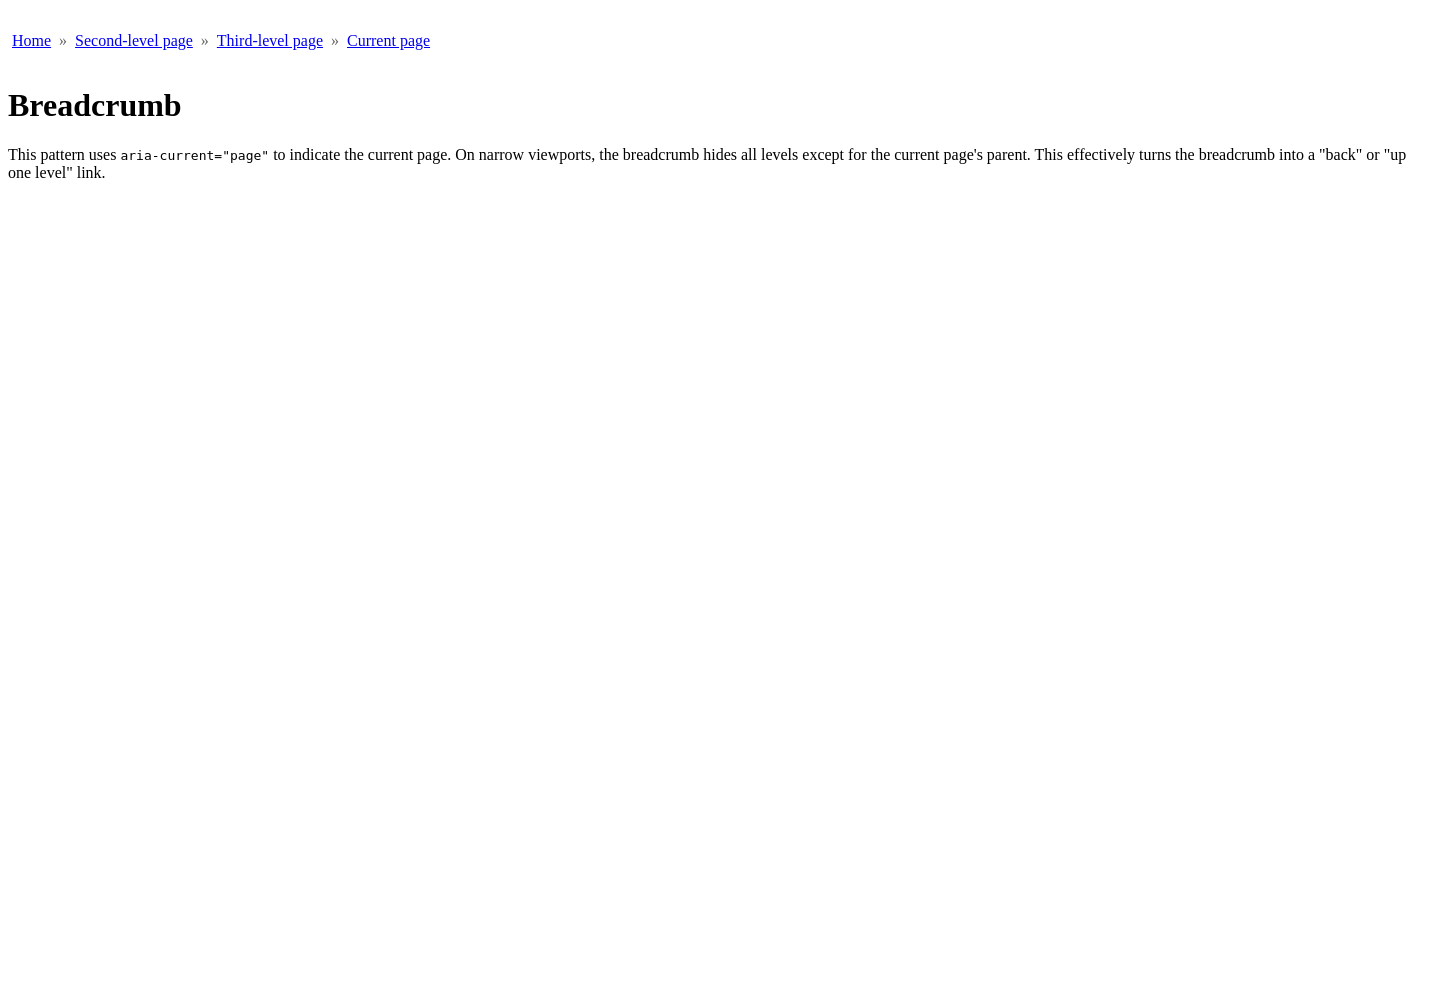 Home » Second-level page » Third-level page » Current page
Breadcrumb
This pattern uses aria-current="page" to indicate the current page. On narrow viewports, the breadcrumb hides all levels except for the current page's parent. This effectively turns the breadcrumb into a "back" or "up
one level" link.